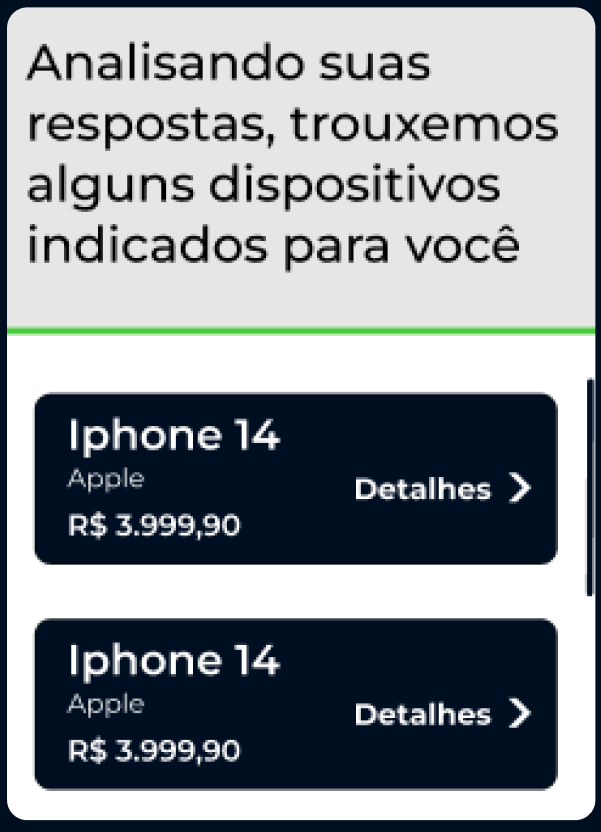 Analisando suas
respostas, trouxemos
alguns dispositivos
indicados para você
Iphone 14
Apple
Detalhes
R$ 3.999,90
Iphone 14
Apple
Detalhes
R$ 3.999,90